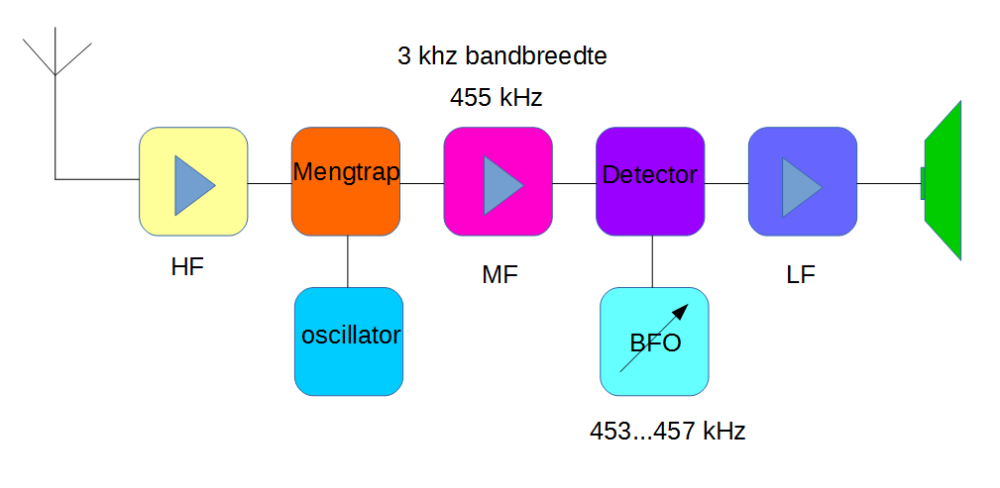 3 khz bandbreedte
455 kHz
Mengtrap
Detector
HF
MF
LF
oscillator
BFO
453...457 kHz